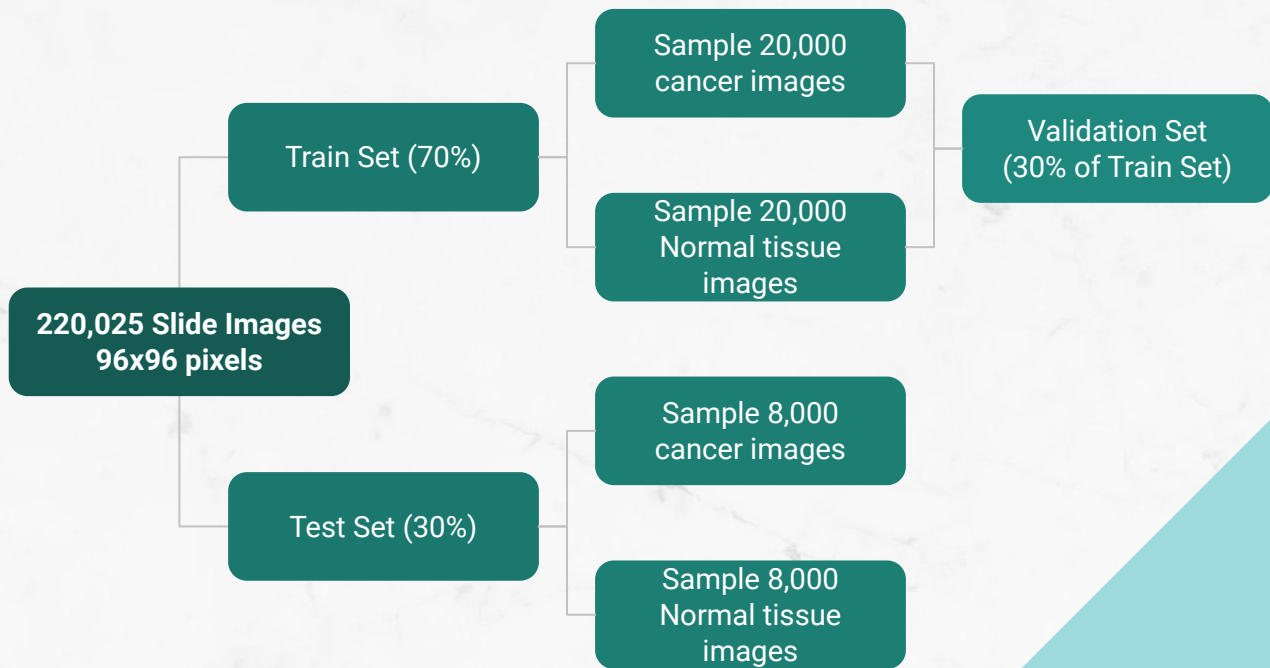 220,025 Slide Images
96x96 pixels
Train Set (70%)
Sample 20,000
cancer images
Sample 20,000
Normal tissue
images
Validation Set
(30% of Train Set)
Test Set (30%)
Sample 8,000
cancer images
Sample 8,000
Normal tissue
images